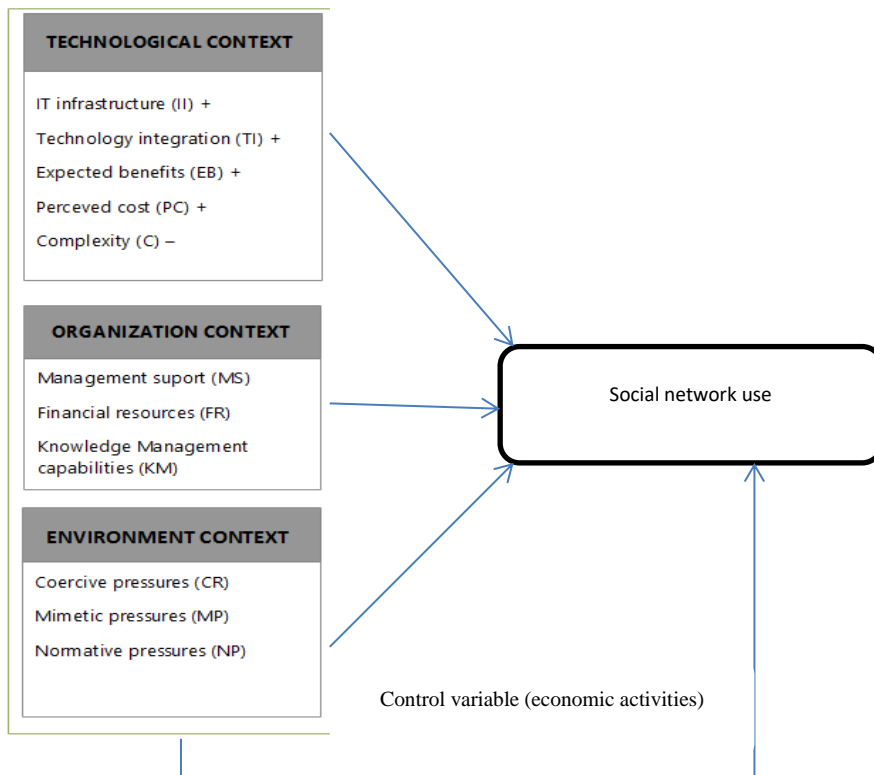 TECHNOLOGICAL CONTEXT
IT infrastructure (II) +
Technology integration (TI) +
Expected benefits (EB) +
Perceved cost (PC) +
Complexity (C) –
ORGANIZATION CONTEXT
Management suport (MS)
Financial resources (FR)
Knowledge Management
capabilities (KM)
ENVIRONMENT CONTEXT
Coercive pressures (CR)
Mimetic pressures (MP)
Normative pressures (NP)
Social network use
Control variable (economic activities)